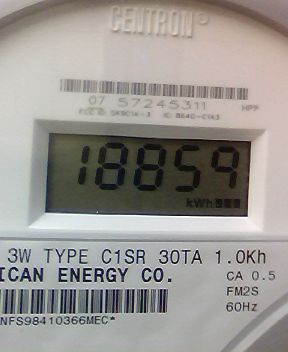 CENTRON
07 57245311 HPP
18859
kWh
3W TYPE C1SR 30TA 1.0Kh
ICAN ENERGY CO. CA 0.5
FM2S
NFS98410366MEC* 60Hz